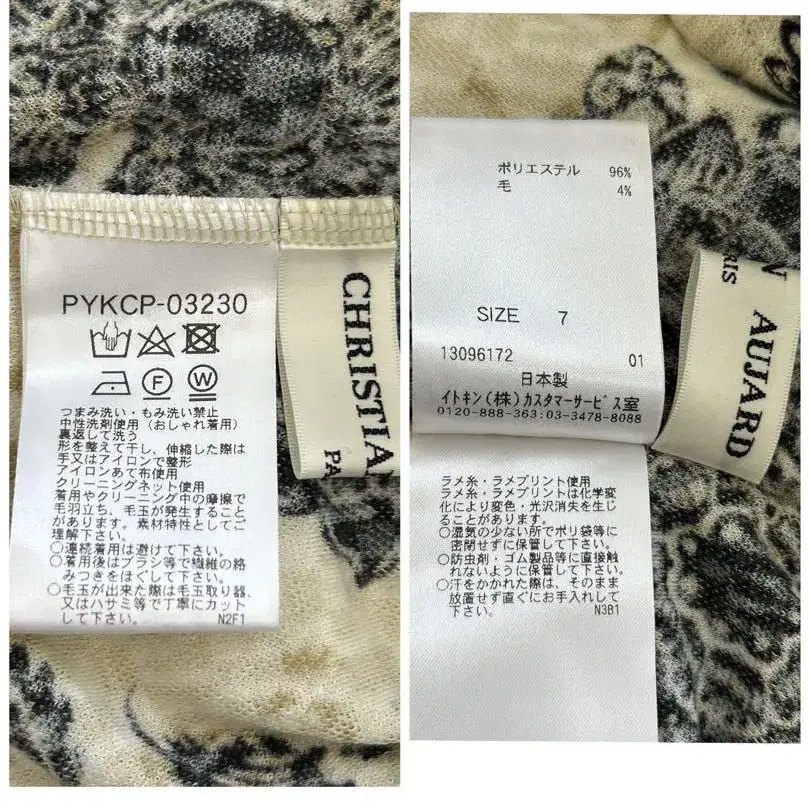 PYKCP-03230
つまみ洗い・もみ洗い禁止
中性洗剤使用(おしゃれ着用)
裏返して洗う
形を整えて干し、伸縮した際は
手又はアイロンで整形
アイロンあて布使用
クリーニングネット使用
着用やクリーニング中の摩擦で
毛羽立ち、毛玉が発生すること
があります。素材特性としてご
理解下さい。
○連続着用は避けて下さい。
○着用後はブラシ等で繊維の絡
みつきをほぐして下さい。
○毛玉が出来た際は毛玉取り器、
又はハサミ等で丁寧にカット
して下さい。
N2F1
CHRISTIA
PA
ポリエステル 96%
毛 4%
SIZE 7
13096172 01
日本製
イトキン(株)カスタマーサービス室
0120-888-363:03-3478-8088
N AUJARD
RIS
ラメ糸・ラメプリント使用
ラメ糸・ラメプリントは化学変
化により変色・光沢消失を生じ
ることがあります。
○湿気の少ない所でポリ袋等に
密閉せずに保管して下さい。
○防虫剤・ゴム製品等に直接触
れないように保管して下さい。
○汗をかかれた際は、そのまま
放置せず直ぐにお手入れして
下さい。
N3B1